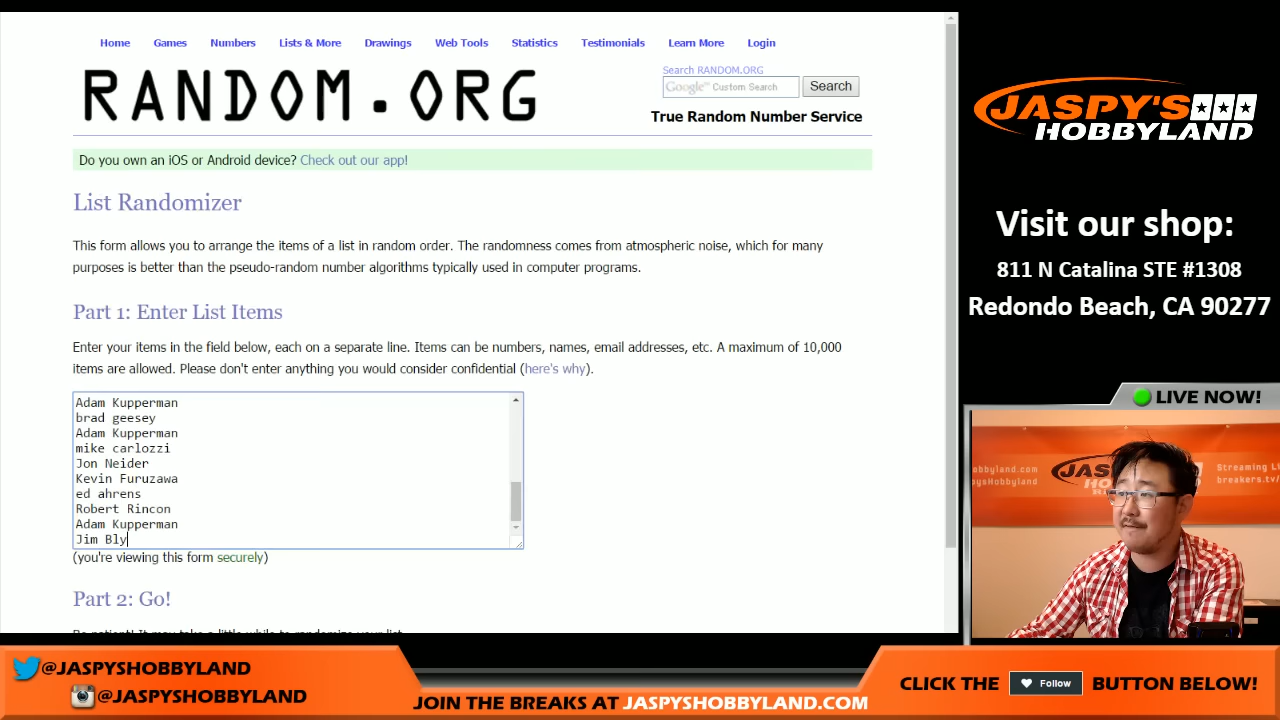 Home Games Numbers Lists & More Drawings Web Tools Statistics Testimonials Learn More Login
RANDOM.ORG
Search RANDOM.ORG
Google™ Custom Search Search
True Random Number Service
Do you own an iOS or Android device? Check out our app!
List Randomizer
This form allows you to arrange the items of a list in random order. The randomness comes from atmospheric noise, which for many
purposes is better than the pseudo-random number algorithms typically used in computer programs.
Part 1: Enter List Items
Enter your items in the field below, each on a separate line. Items can be numbers, names, email addresses, etc. A maximum of 10,000
items are allowed. Please don't enter anything you would consider confidential (here's why).
Adam Kupperman
brad geesey
Adam Kupperman
mike carlozzi
Jon Neider
Kevin Furuzawa
ed ahrens
Robert Rincon
Adam Kupperman
Jim Bly
(you're viewing this form securely)
Part 2: Go!
Be patient! It may take a little while to randomize your list
JASPY'S
HOBBYLAND
Visit our shop:
811 N Catalina STE #1308
Redondo Beach, CA 90277
LIVE NOW!
hobbyland.com
JAS
Streaming
breakers.tv/
@JASPYSHOBBYLAND
@JASPYSHOBBYLAND
JOIN THE BREAKS AT JASPYSHOBBYLAND.COM
CLICK THE Follow BUTTON BELOW!